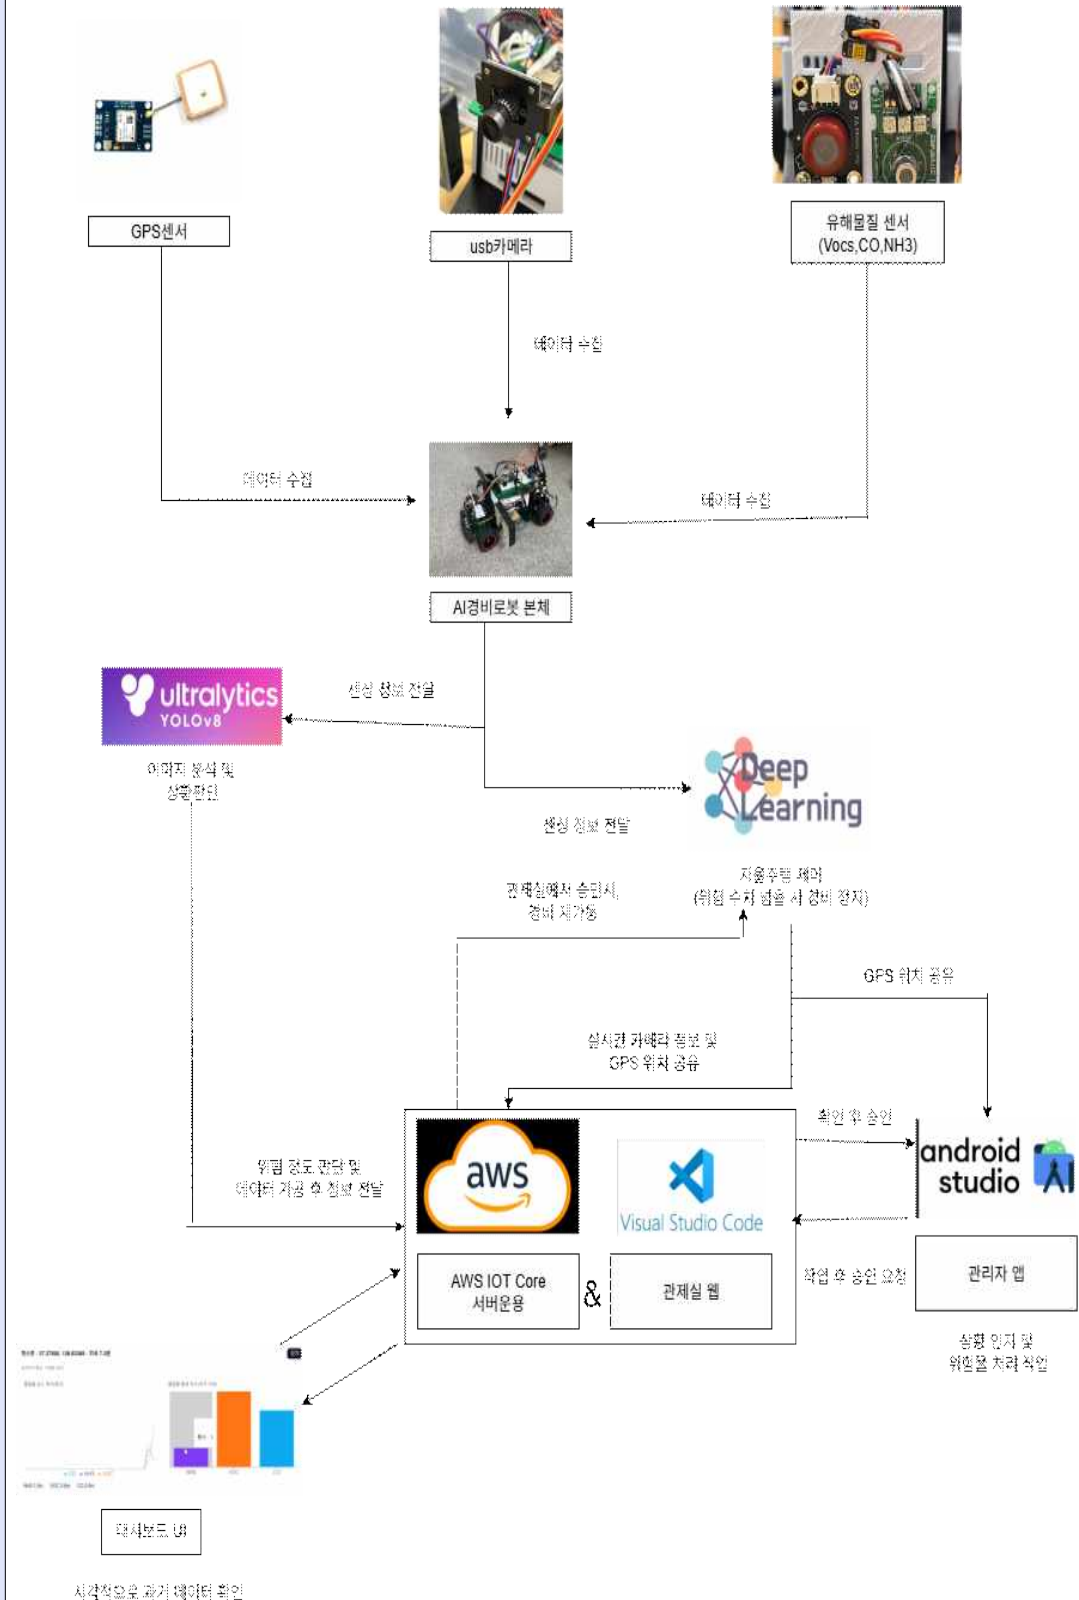 GPS센서
usb카메라
유해물질 센서
(Vocs,CO,NH3)
데이터 수집
데이터 수집
데이터 수집
AI경비로봇 본체
ultralytics
YOLOv8
센싱 정보 전달
이미지 분석 및
상황판단
Deep
Learning
센싱 정보 전달
자율주행 제어
(위험 수치 넘을 시 경비 정지)
관제실에서 승인시,
경비 재가동
GPS 위치 공유
실시간 카메라 정보 및
GPS 위치 공유
확인 후 승인
위험 정도 판단 및
데이터 가공 후 정보 전달
aws
Visual Studio Code
android
studio
AWS IOT Core
서버운용
&
관제실 웹
작업 후 승인 요청
관리자 앱
상황 인지 및
위험물 처리 작업
대시보드 UI
시각적으로 과거 데이터 확인